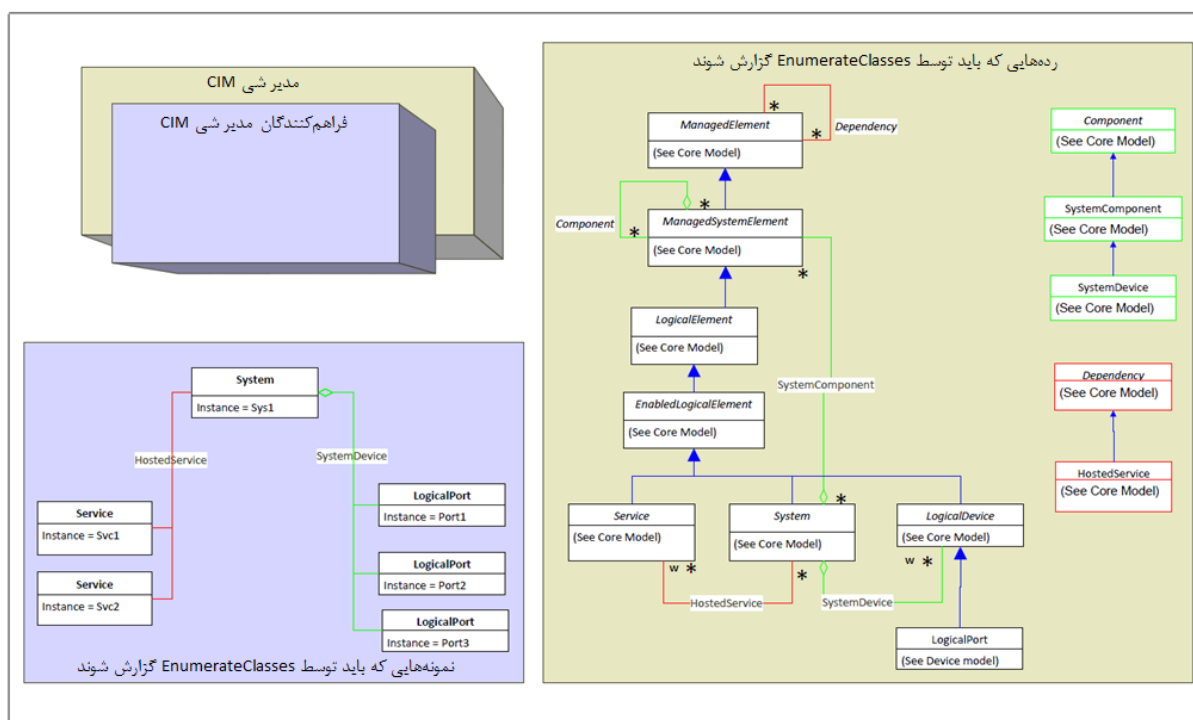 مدیر شی CIM
فراهم‌کنندگان مدیر شی CIM
System
Instance = Sys1
HostedService
SystemDevice
Service
Instance = Svc1
Service
Instance = Svc2
LogicalPort
Instance = Port1
LogicalPort
Instance = Port2
LogicalPort
Instance = Port3
نمونه‌هایی که باید توسط EnumerateClasses گزارش شوند
رده‌هایی که باید توسط EnumerateClasses گزارش شوند
ManagedElement
(See Core Model)
*
*
Dependency
ManagedSystemElement
(See Core Model)
*
*
*
Component
LogicalElement
(See Core Model)
SystemComponent
EnabledLogicalElement
(See Core Model)
Service
(See Core Model)
w *
System
(See Core Model)
*
*
LogicalDevice
(See Core Model)
w *
HostedService
SystemDevice
LogicalPort
(See Device model)
Component
(See Core Model)
SystemComponent
(See Core Model)
SystemDevice
(See Core Model)
Dependency
(See Core Model)
HostedService
(See Core Model)